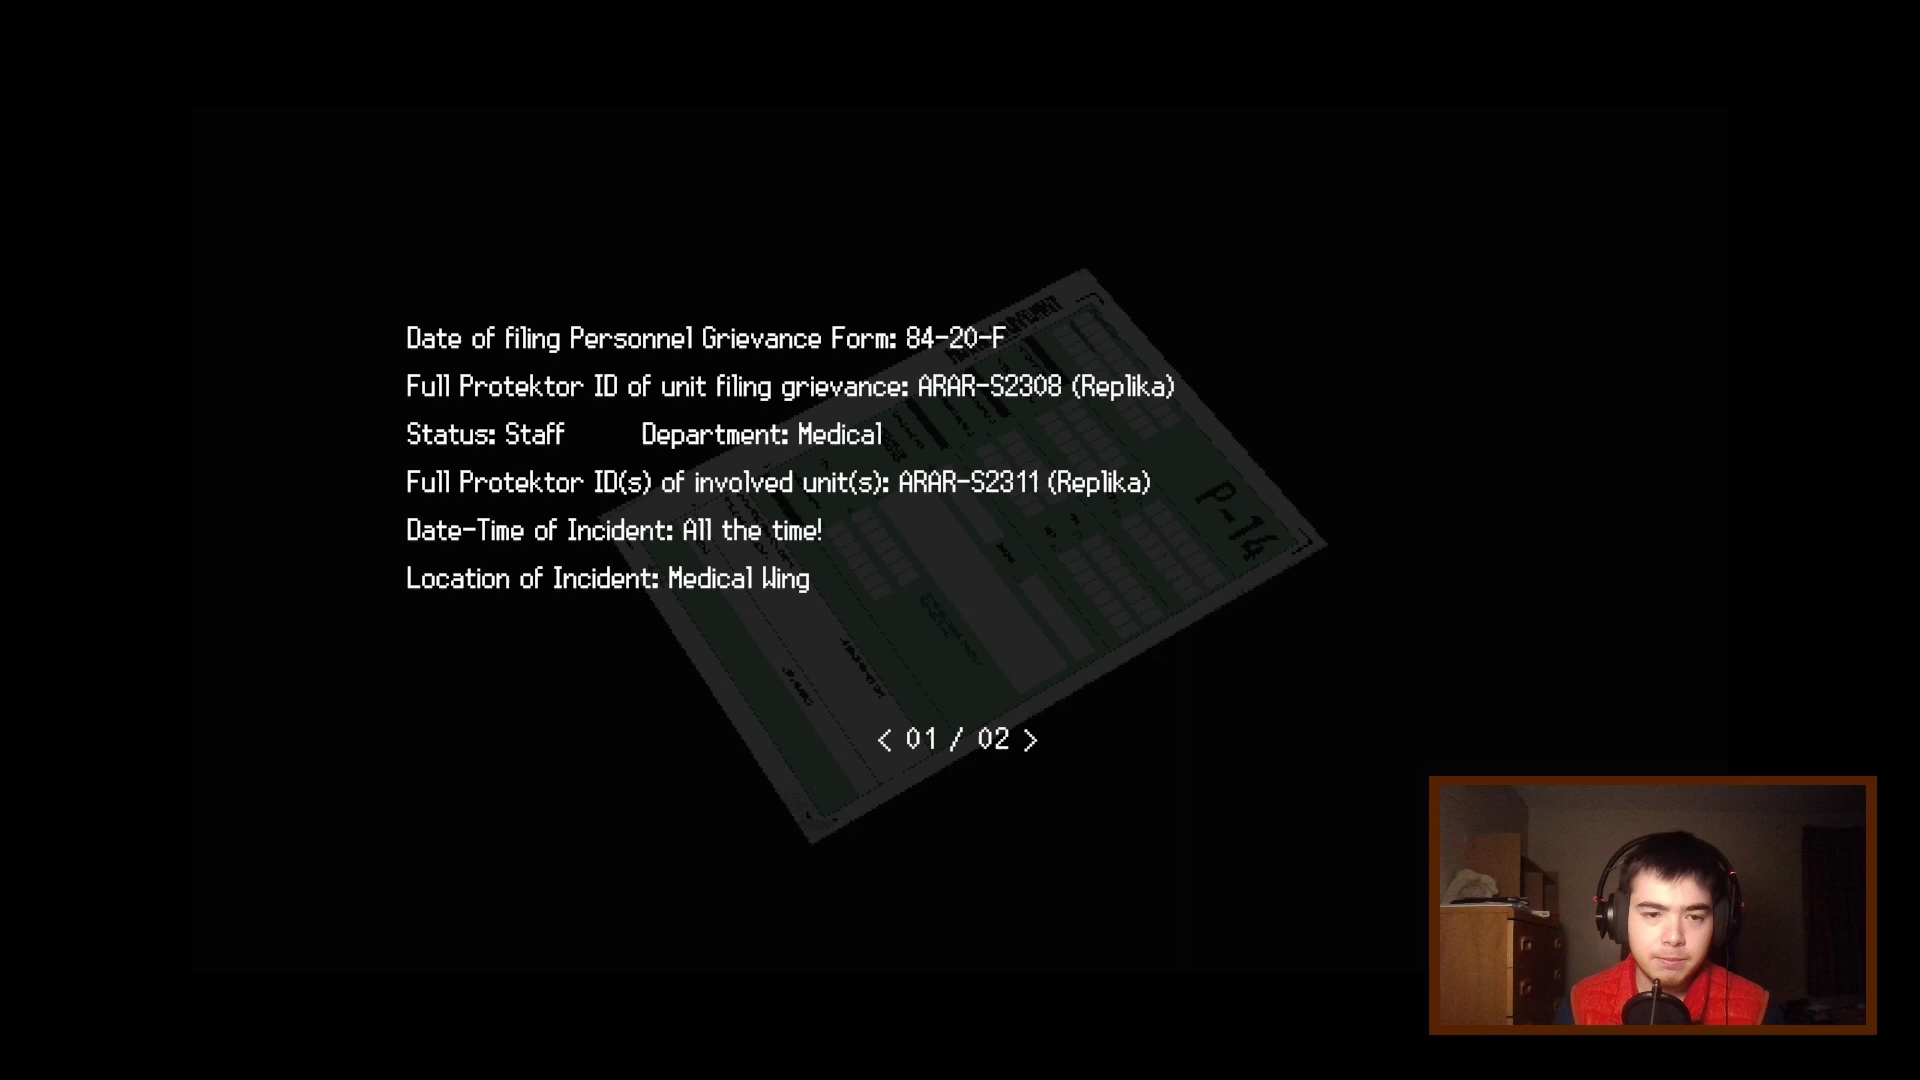 Date of filing Personnel Grievance Form: 84-20-F
Full Protektor ID of unit filing grievance: ARAR-S2308 (Replika)
Status: Staff Department: Medical
Full Protektor ID(s) of involved unit(s): ARAR-S2311 (Replika)
Date-Time of Incident: All the time!
Location of Incident: Medical Wing
P-14
< 01 / 02 >